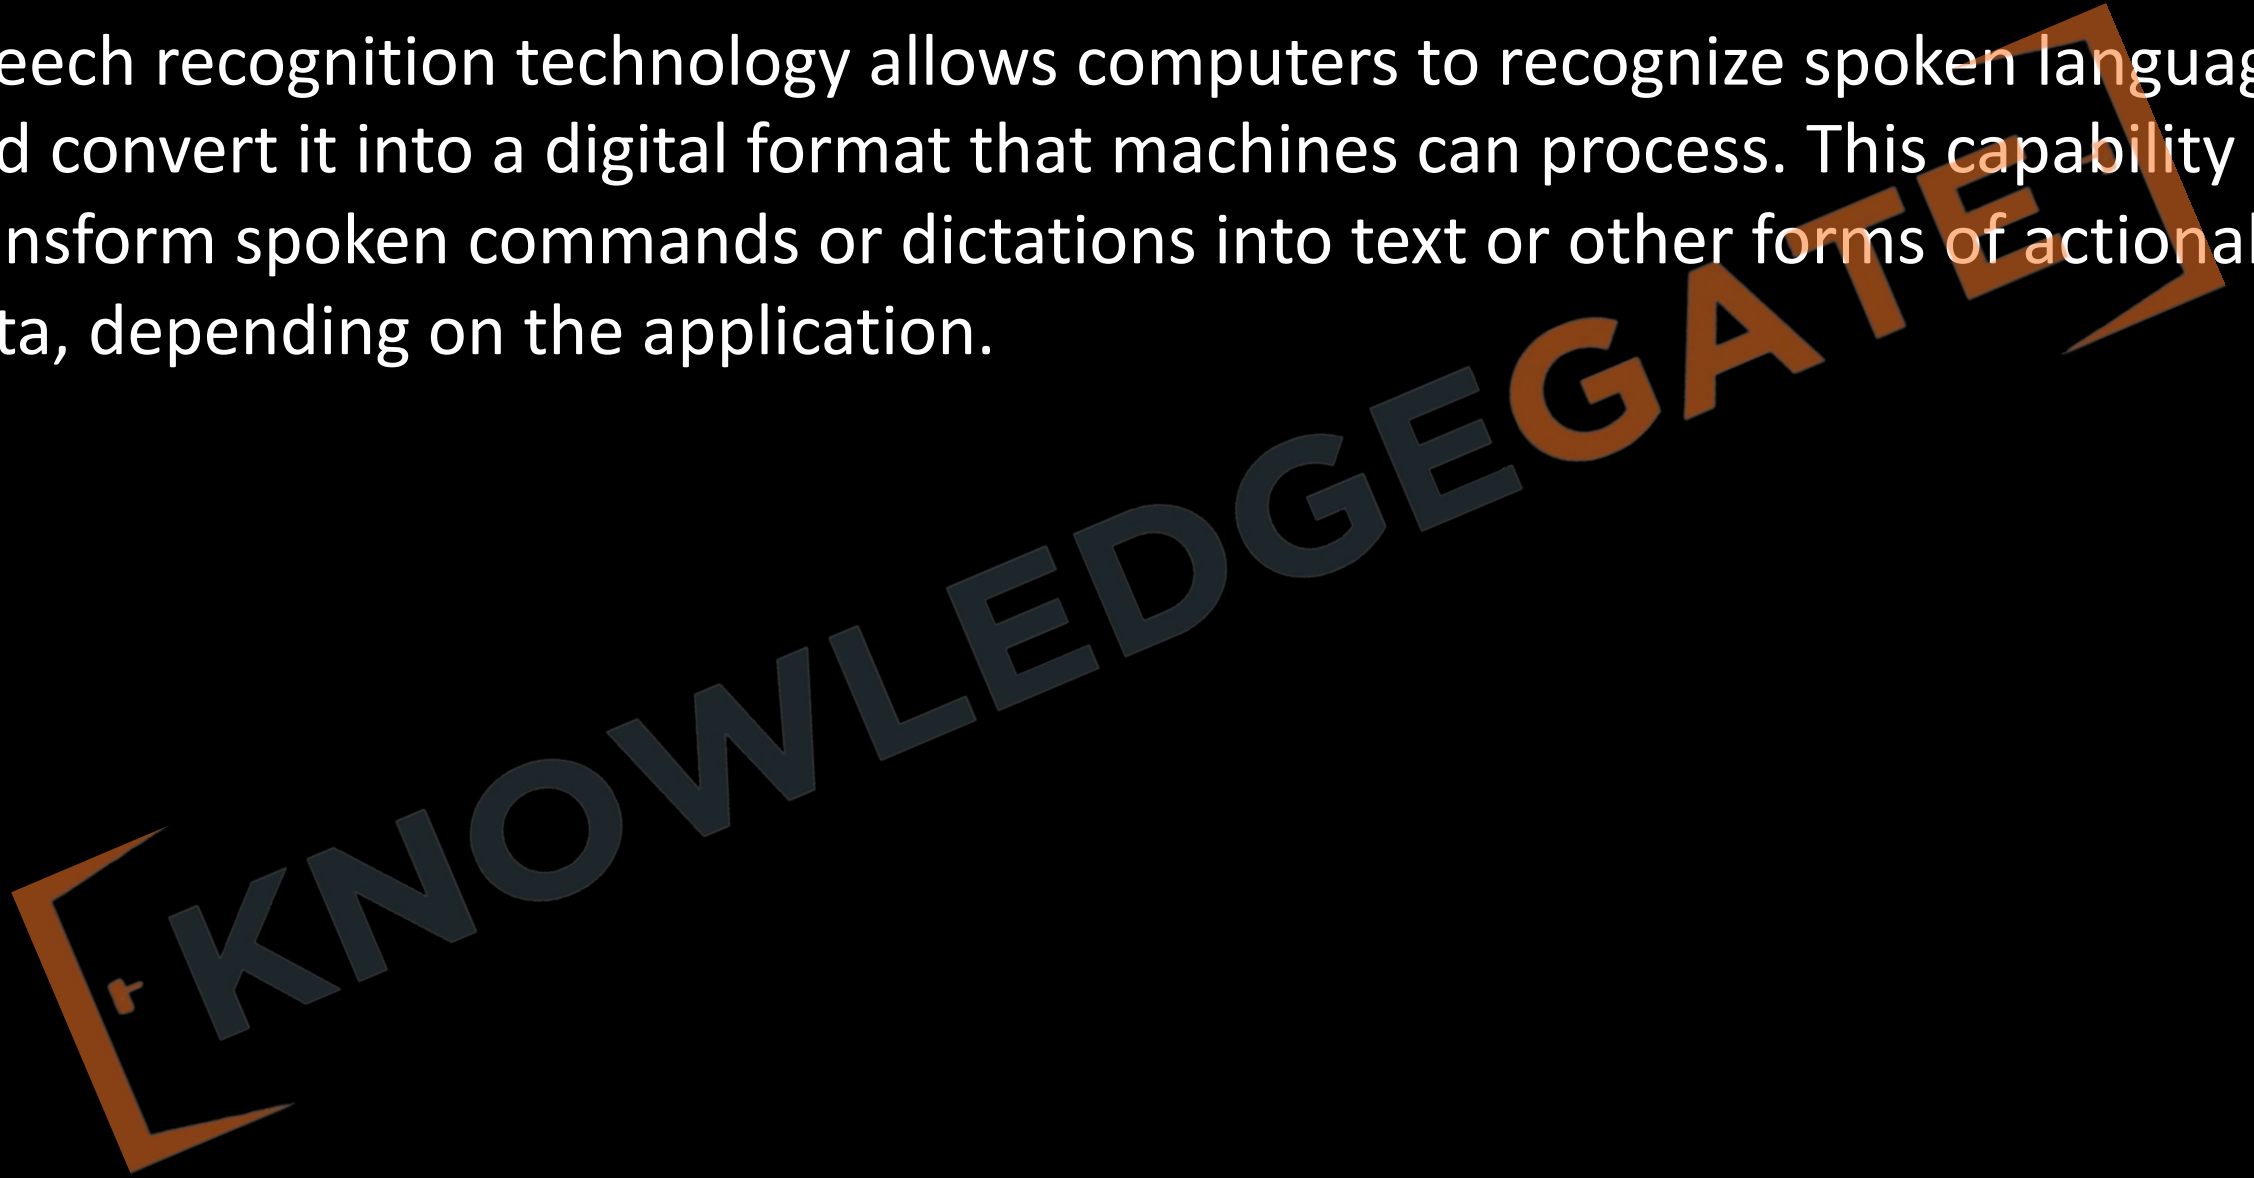 eech recognition technology allows computers to recognize spoken languag
d convert it into a digital format that machines can process. This capability
nsform spoken commands or dictations into text or other forms of actional
ta, depending on the application.
KNOWLEDGEGATE